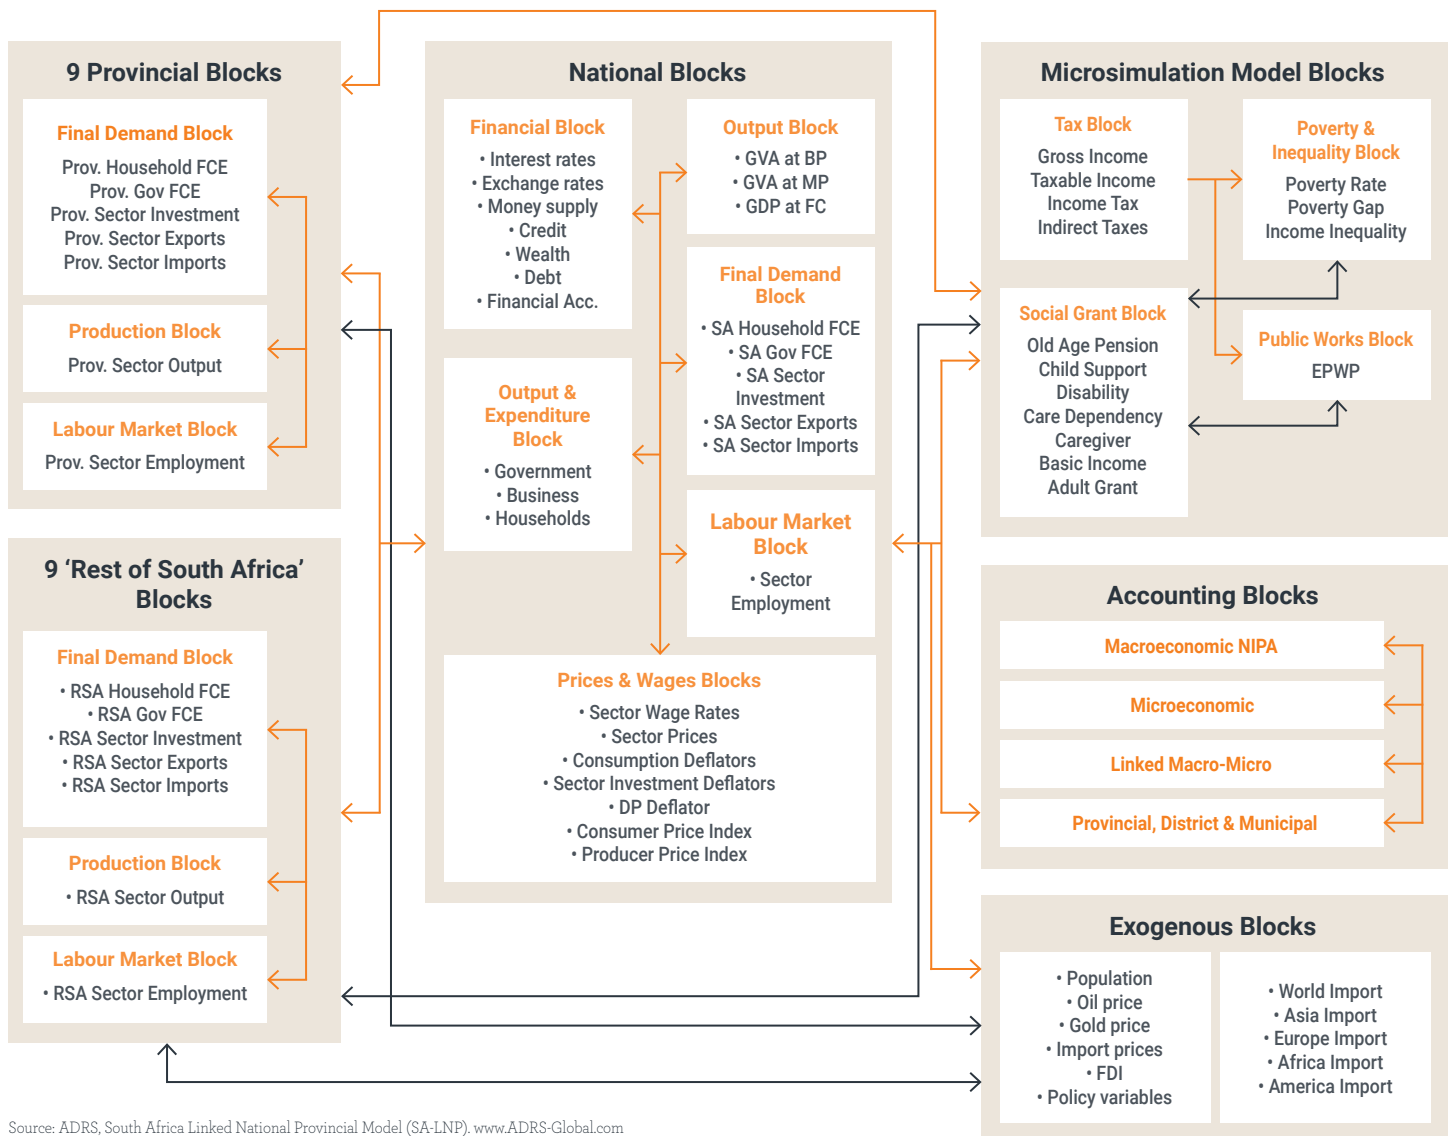 9 Provincial Blocks
Final Demand Block
Prov. Household FCE
Prov. Gov FCE
Prov. Sector Investment
Prov. Sector Exports
Prov. Sector Imports
Production Block
Prov. Sector Output
Labour Market Block
Prov. Sector Employment
9 ‘Rest of South Africa’
Blocks
Final Demand Block
• RSA Household FCE
• RSA Gov FCE
• RSA Sector Investment
• RSA Sector Exports
• RSA Sector Imports
Production Block
• RSA Sector Output
Labour Market Block
• RSA Sector Employment
National Blocks
Financial Block
• Interest rates
• Exchange rates
• Money supply
• Credit
• Wealth
• Debt
• Financial Acc.
Output &
Expenditure
Block
• Government
• Business
• Households
Output Block
• GVA at BP
• GVA at MP
• GDP at FC
Final Demand
Block
• SA Household FCE
• SA Gov FCE
• SA Sector
Investment
• SA Sector Exports
• SA Sector Imports
Labour Market
Block
• Sector
Employment
Prices & Wages Blocks
• Sector Wage Rates
• Sector Prices
• Consumption Deflators
• Sector Investment Deflators
• DP Deflator
• Consumer Price Index
• Producer Price Index
Microsimulation Model Blocks
Tax Block
Gross Income
Taxable Income
Income Tax
Indirect Taxes
Poverty &
Inequality Block
Poverty Rate
Poverty Gap
Income Inequality
Social Grant Block
Old Age Pension
Child Support
Disability
Care Dependency
Caregiver
Basic Income
Adult Grant
Public Works Block
EPWP
Accounting Blocks
Macroeconomic NIPA
Microeconomic
Linked Macro-Micro
Provincial, District & Municipal
Exogenous Blocks
• Population
• Oil price
• Gold price
• Import prices
• FDI
• Policy variables
• World Import
• Asia Import
• Europe Import
• Africa Import
• America Import
Source: ADRS, South Africa Linked National Provincial Model (SA-LNP). www.ADRS-Global.com